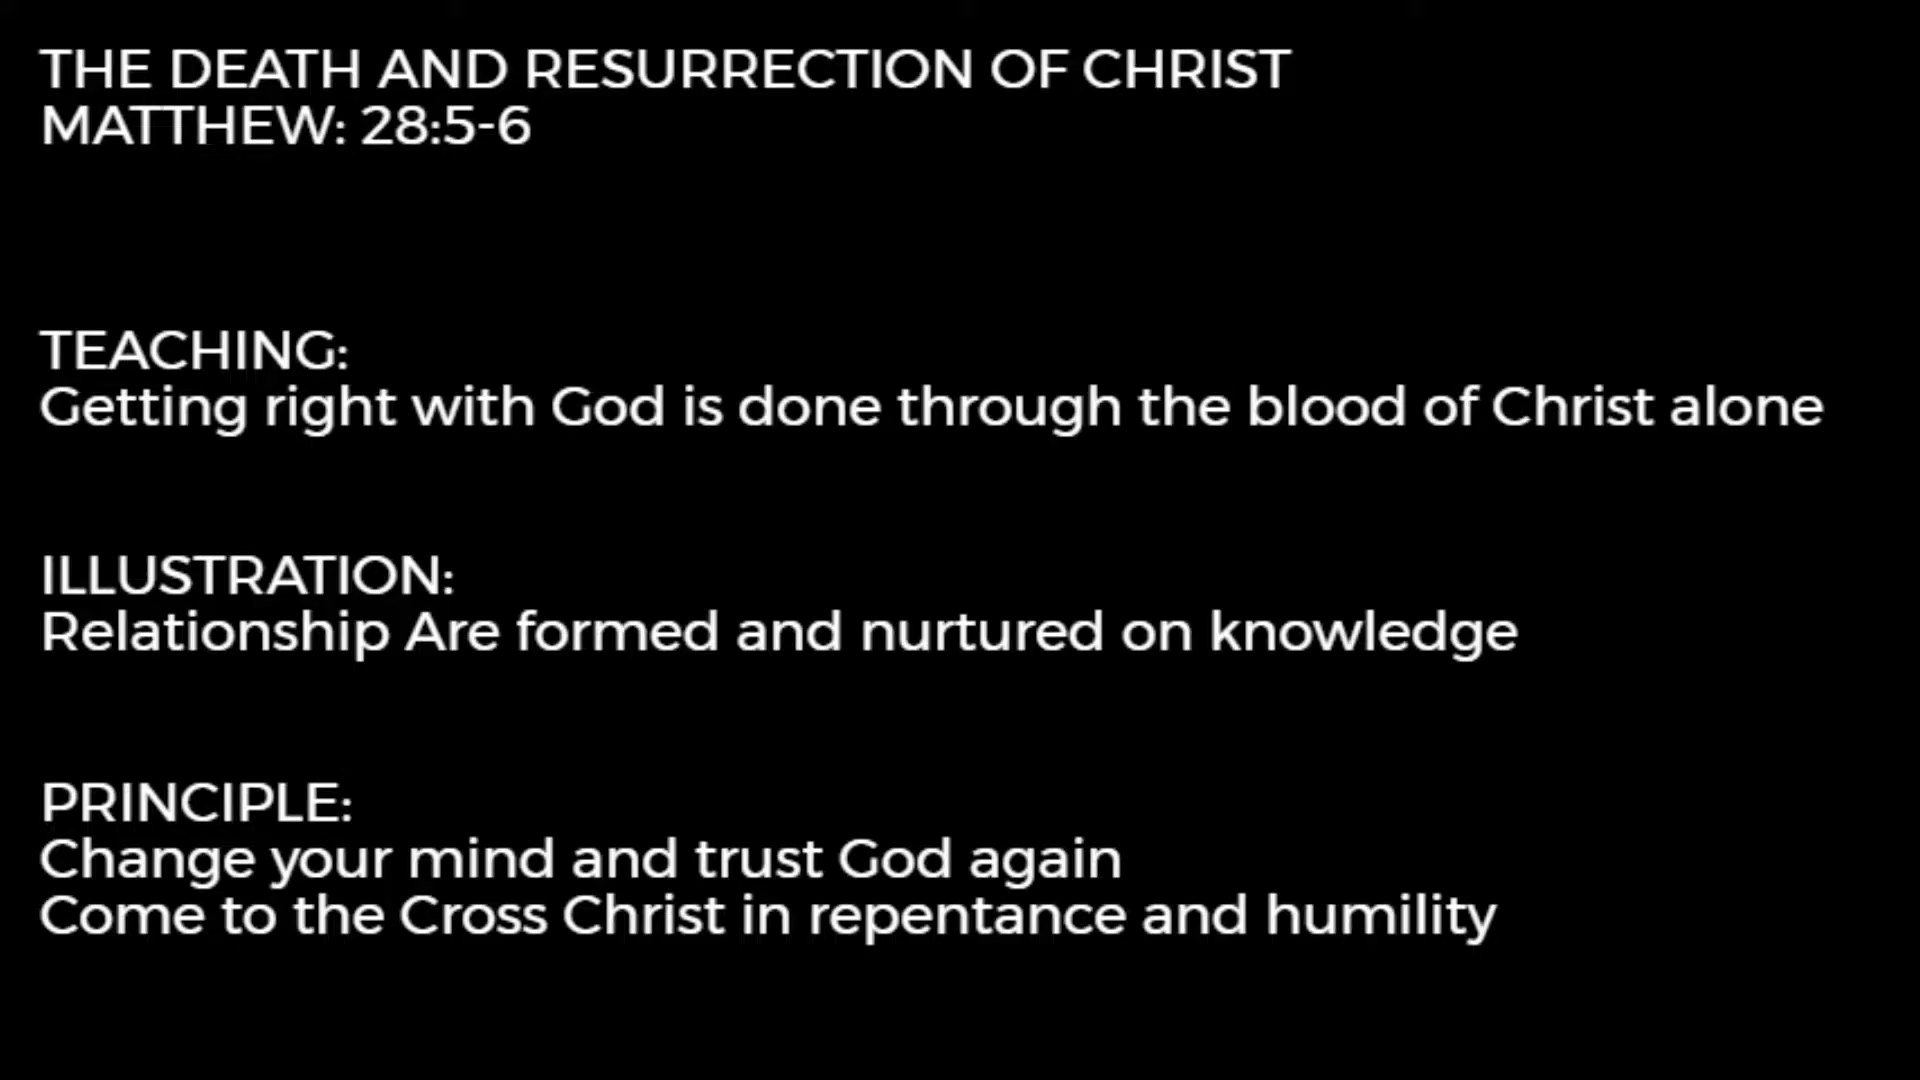 THE DEATH AND RESURRECTION OF CHRIST
MATTHEW: 28:5-6
TEACHING:
Getting right with God is done through the blood of Christ alone
ILLUSTRATION:
Relationship Are formed and nurtured on knowledge
PRINCIPLE:
Change your mind and trust God again
Come to the Cross Christ in repentance and humility